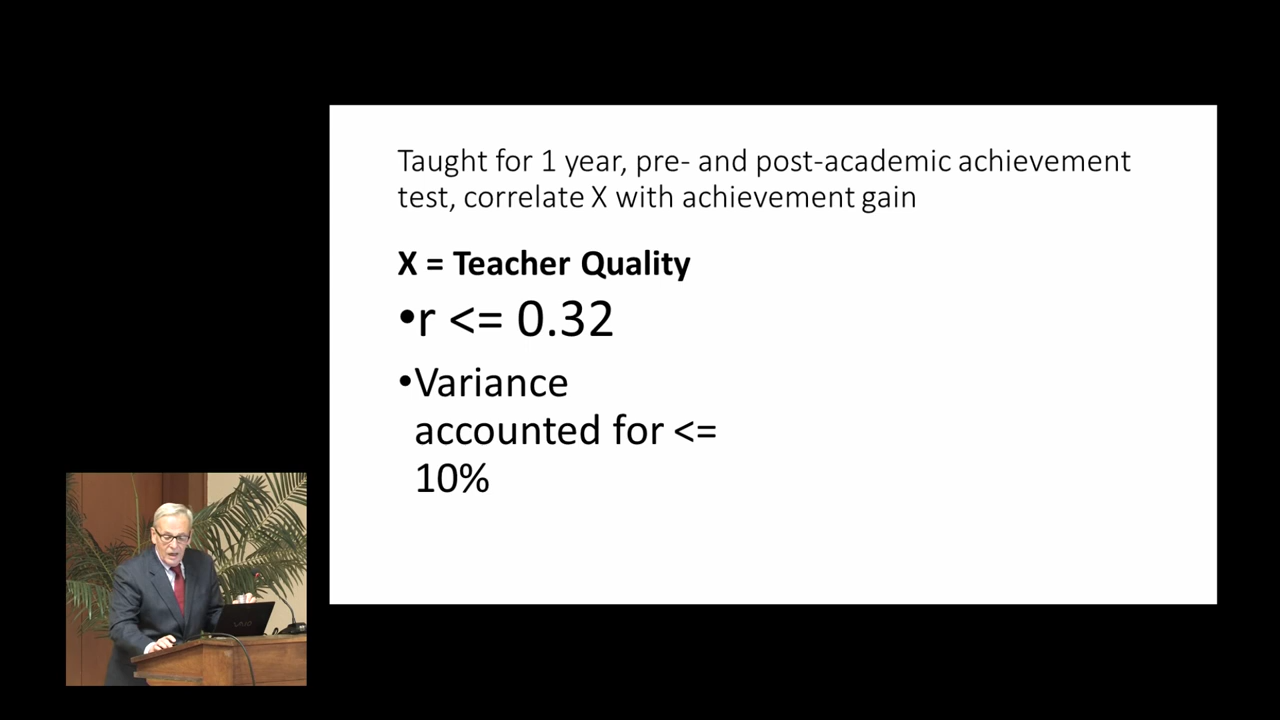 Taught for 1 year, pre- and post-academic achievement
test, correlate X with achievement gain
X = Teacher Quality
•r <= 0.32
•Variance
accounted for <=
10%
VAIO